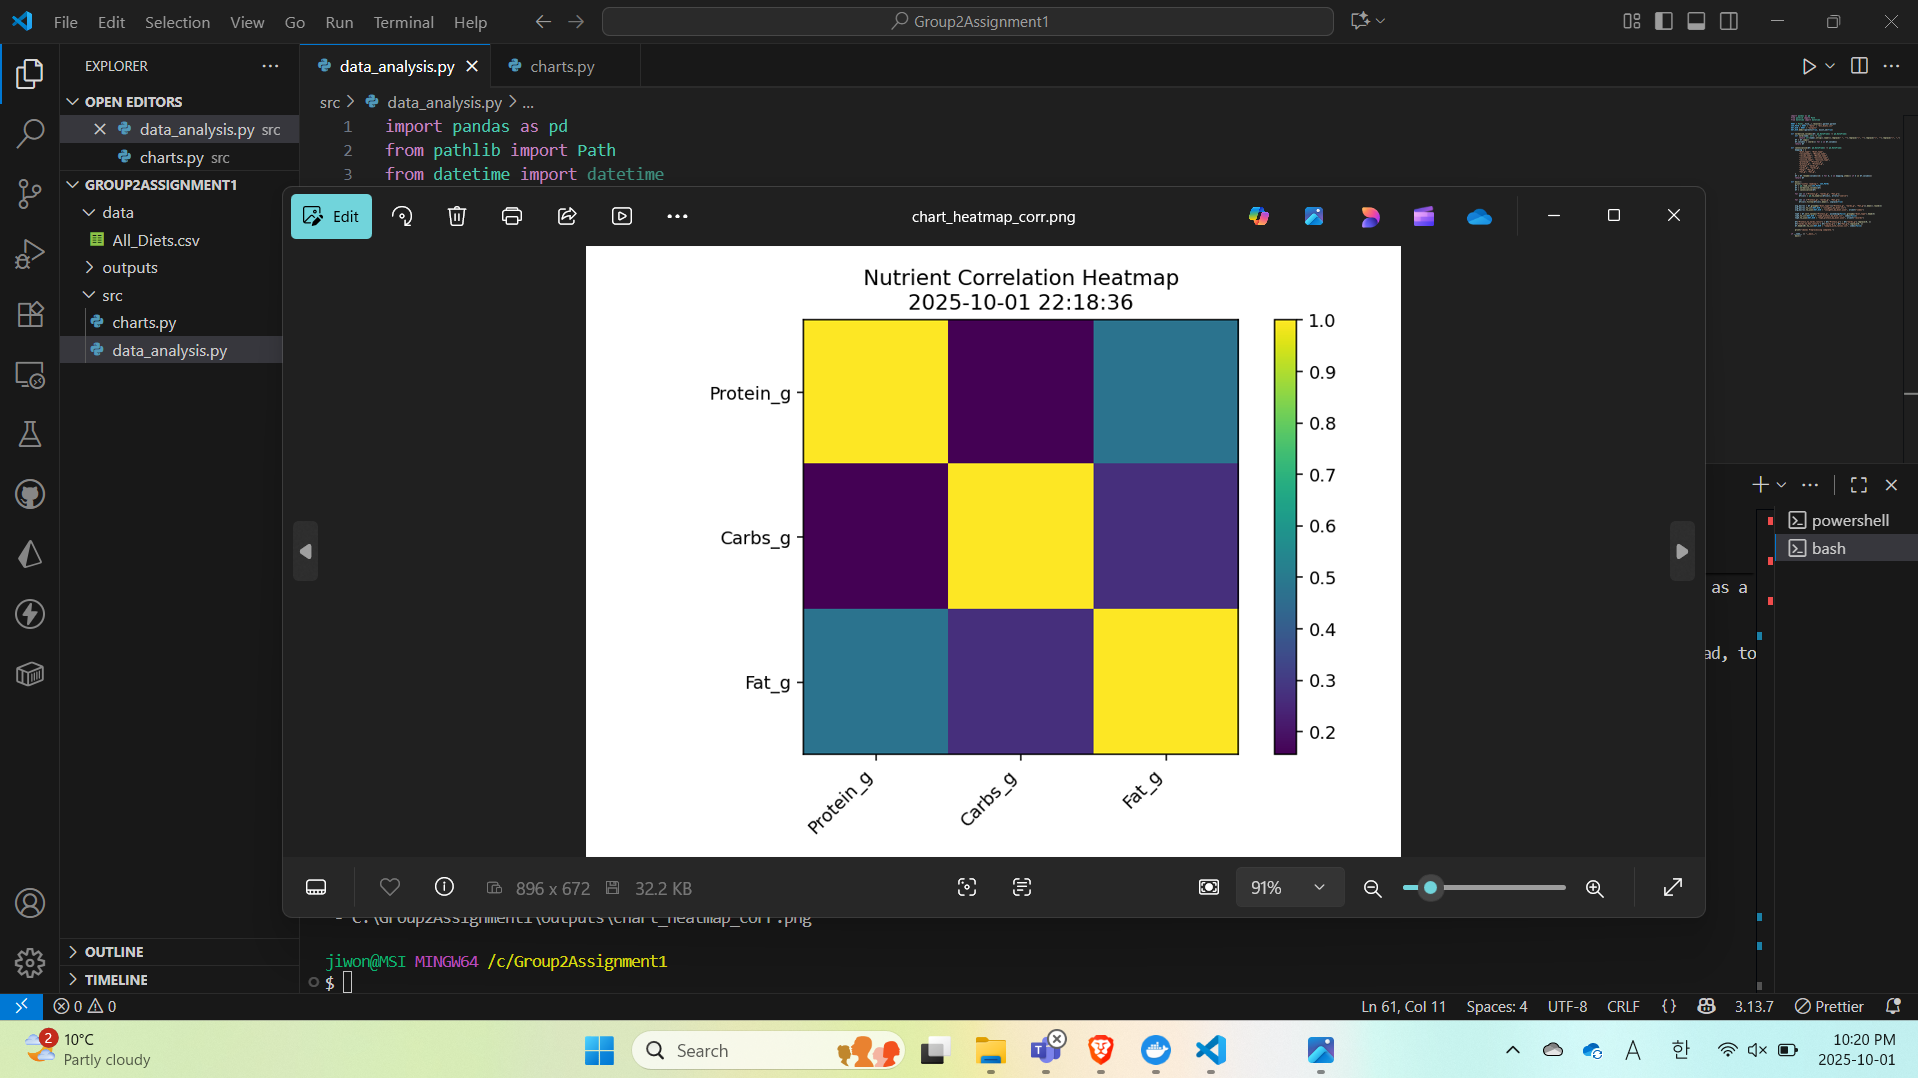 File Edit Selection View Go Run Terminal Help
Group2Assignment1
EXPLORER
OPEN EDITORS
data_analysis.py src
charts.py src
GROUP2ASSIGNMENT1
data
All_Diets.csv
outputs
src
charts.py
data_analysis.py
OUTLINE
TIMELINE
data_analysis.py
charts.py
src > data_analysis.py > ...
1 import pandas as pd
2 from pathlib import Path
3 from datetime import datetime
Edit
chart_heatmap_corr.png
Nutrient Correlation Heatmap
2025-10-01 22:18:36
Protein_g
Carbs_g
Fat_g
Protein_g
Carbs_g
Fat_g
1.0
0.9
0.8
0.7
0.6
0.5
0.4
0.3
0.2
896 x 672
32.2 KB
91%
powershell
bash
as a
ad, to
- C:\Group2Assignment1\outputs\chart_heatmap_corr.png
jiwon@MSI MINGW64 /c/Group2Assignment1
$
0 0
Ln 61, Col 11
Spaces: 4
UTF-8
CRLF
{}
3.13.7
Prettier
2
10°C
Partly cloudy
Search
A
한
10:20 PM
2025-10-01